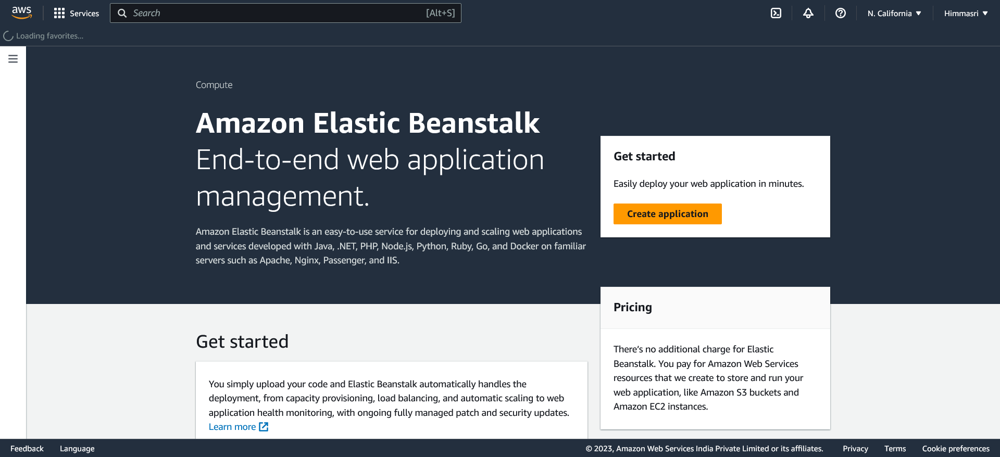 aws
Services
Search
[Alt+S]
N. California
Himmasri
Loading favorites...
Compute
Amazon Elastic Beanstalk
End-to-end web application
management.
Amazon Elastic Beanstalk is an easy-to-use service for deploying and scaling web applications
and services developed with Java, .NET, PHP, Node.js, Python, Ruby, Go, and Docker on familiar
servers such as Apache, Nginx, Passenger, and IIS.
Get started
Easily deploy your web application in minutes.
Create application
Pricing
There's no additional charge for Elastic
Beanstalk. You pay for Amazon Web Services
resources that we create to store and run your
web application, like Amazon S3 buckets and
Amazon EC2 instances.
Get started
You simply upload your code and Elastic Beanstalk automatically handles the
deployment, from capacity provisioning, load balancing, and automatic scaling to web
application health monitoring, with ongoing fully managed patch and security updates.
Learn more
Feedback
Language
© 2023, Amazon Web Services India Private Limited or its affiliates.
Privacy
Terms
Cookie preferences